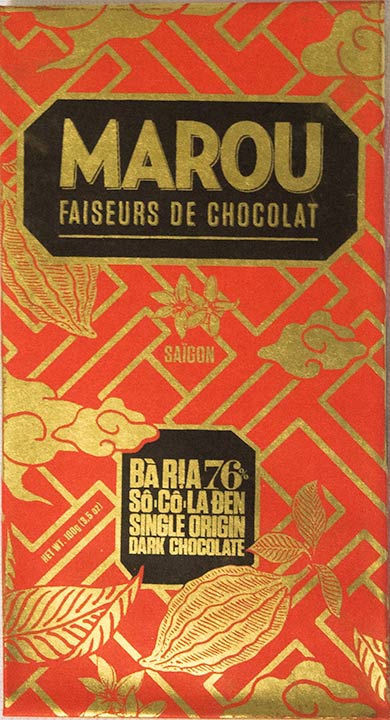 MAROU
FAISEURS DE CHOCOLAT
SAÏGON
BÀ RIA 76%
SÔ·CÔ·LA ĐEN
SINGLE ORIGIN
DARK CHOCOLATE
NET WT. 100g (3,5 oz)